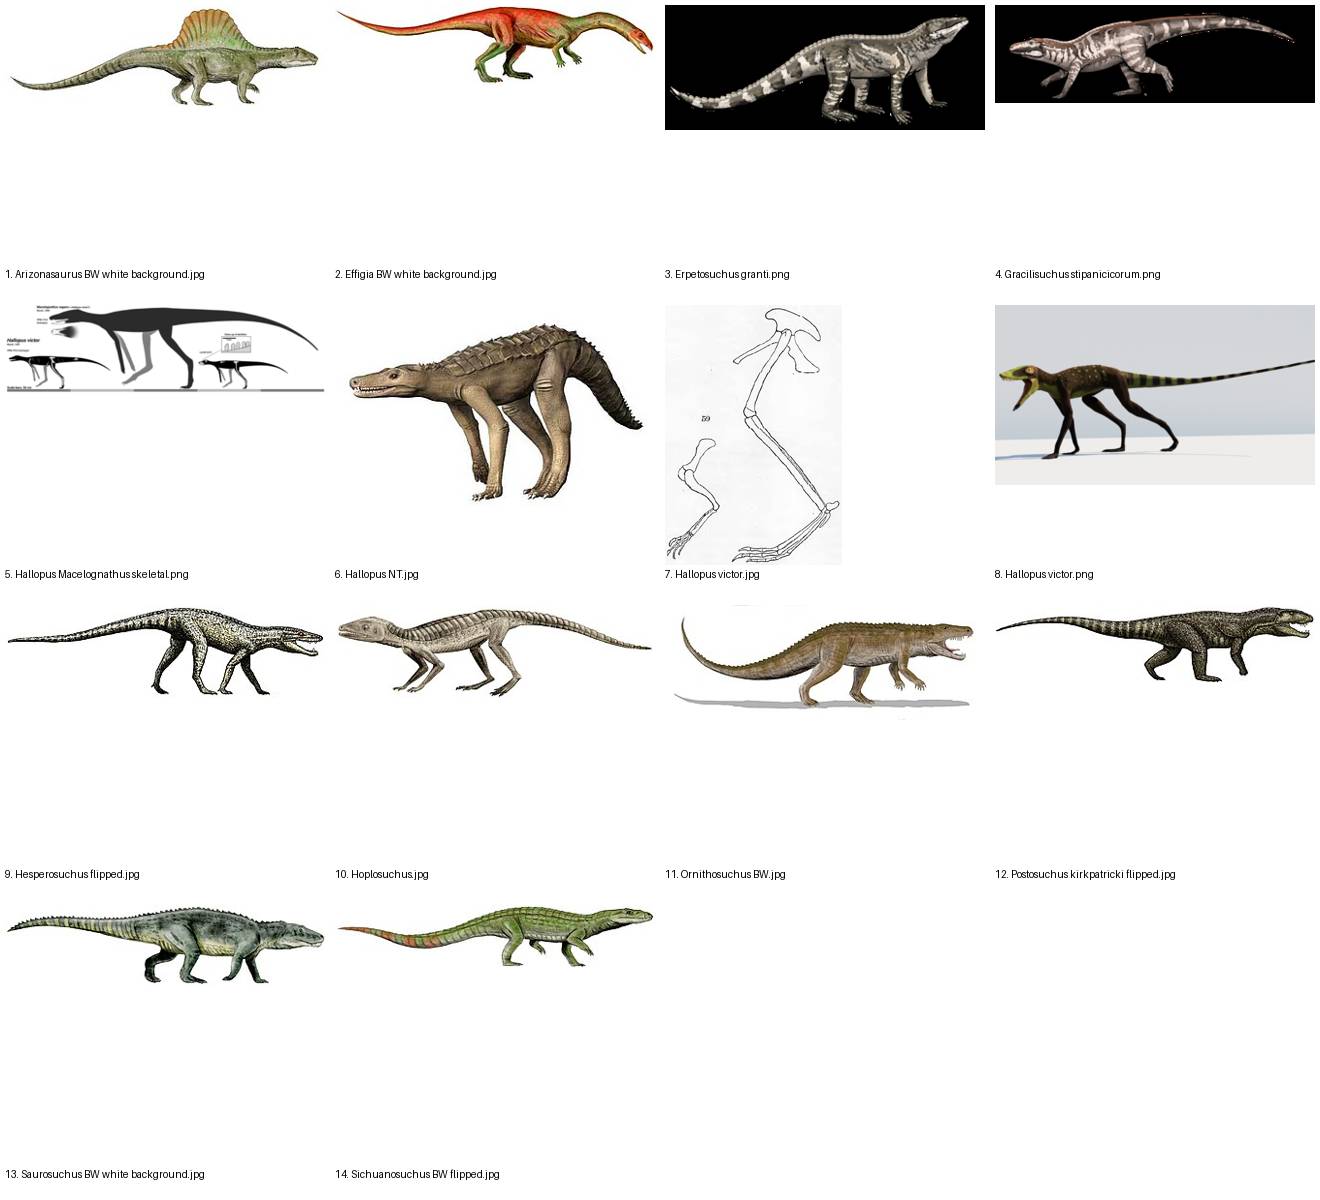 1. Arizonasaurus BW white background.jpg
2. Effigia BW white background.jpg
3. Erpetosuchus granti.png
4. Gracilisuchus stipanicicorum.png
Hallopus victor
59
5. Hallopus Macelognathus skeletal.png
6. Hallopus NT.jpg
7. Hallopus victor.jpg
8. Hallopus victor.png
9. Hesperosuchus flipped.jpg
10. Hoplosuchus.jpg
11. Ornithosuchus BW.jpg
12. Postosuchus kirkpatricki flipped.jpg
13. Saurosuchus BW white background.jpg
14. Sichuanosuchus BW flipped.jpg